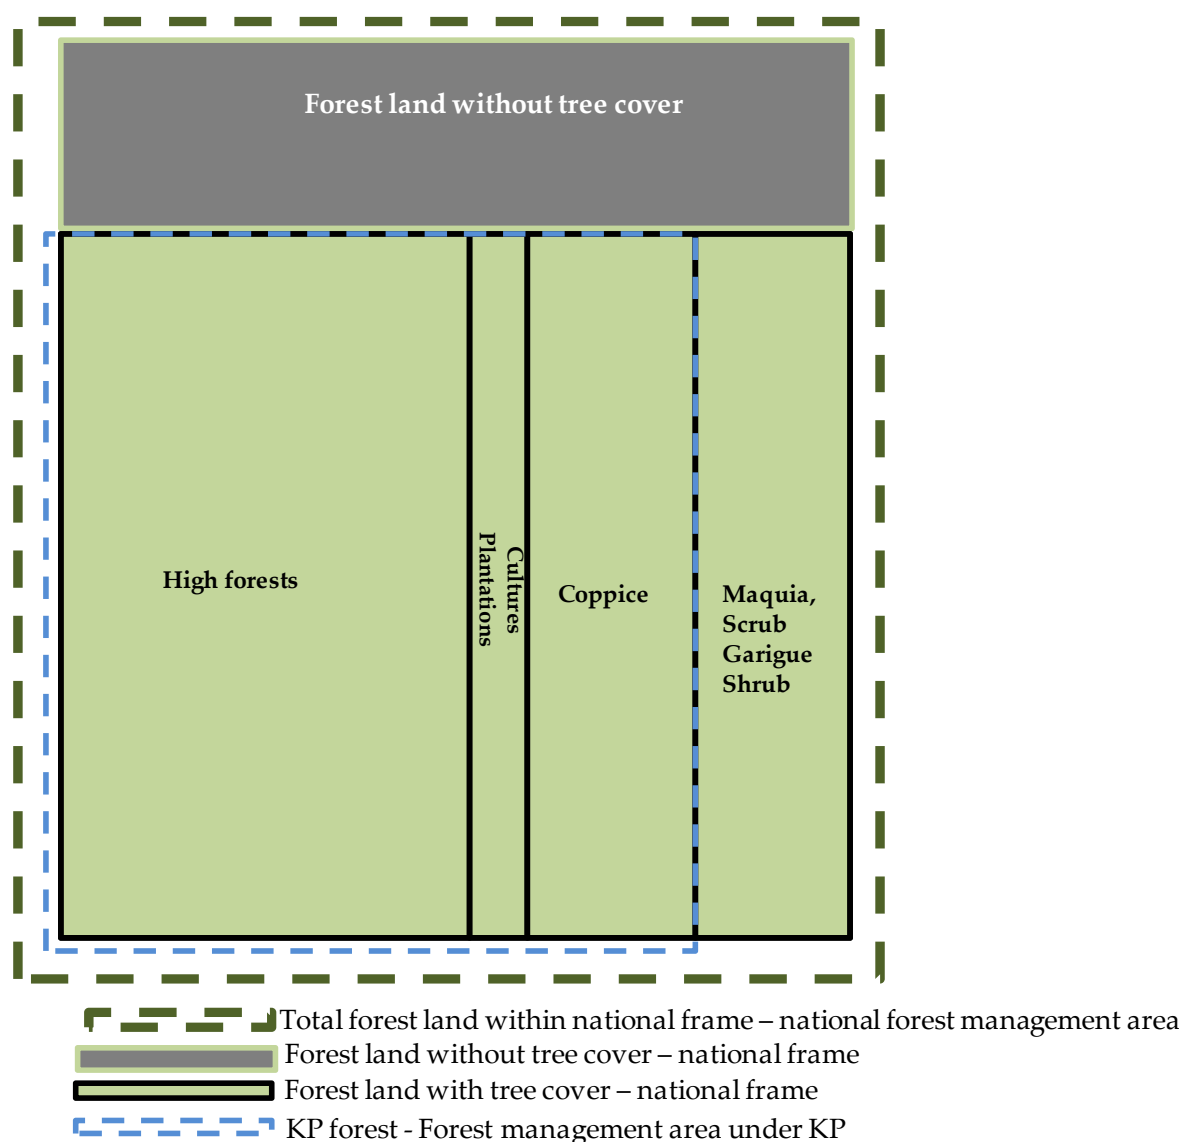 Forest land without tree cover
High forests
Cultures
Plantations
Coppice
Maquia,
Scrub
Garigue
Shrub
Total forest land within national frame – national forest management area
Forest land without tree cover – national frame
Forest land with tree cover – national frame
KP forest - Forest management area under KP